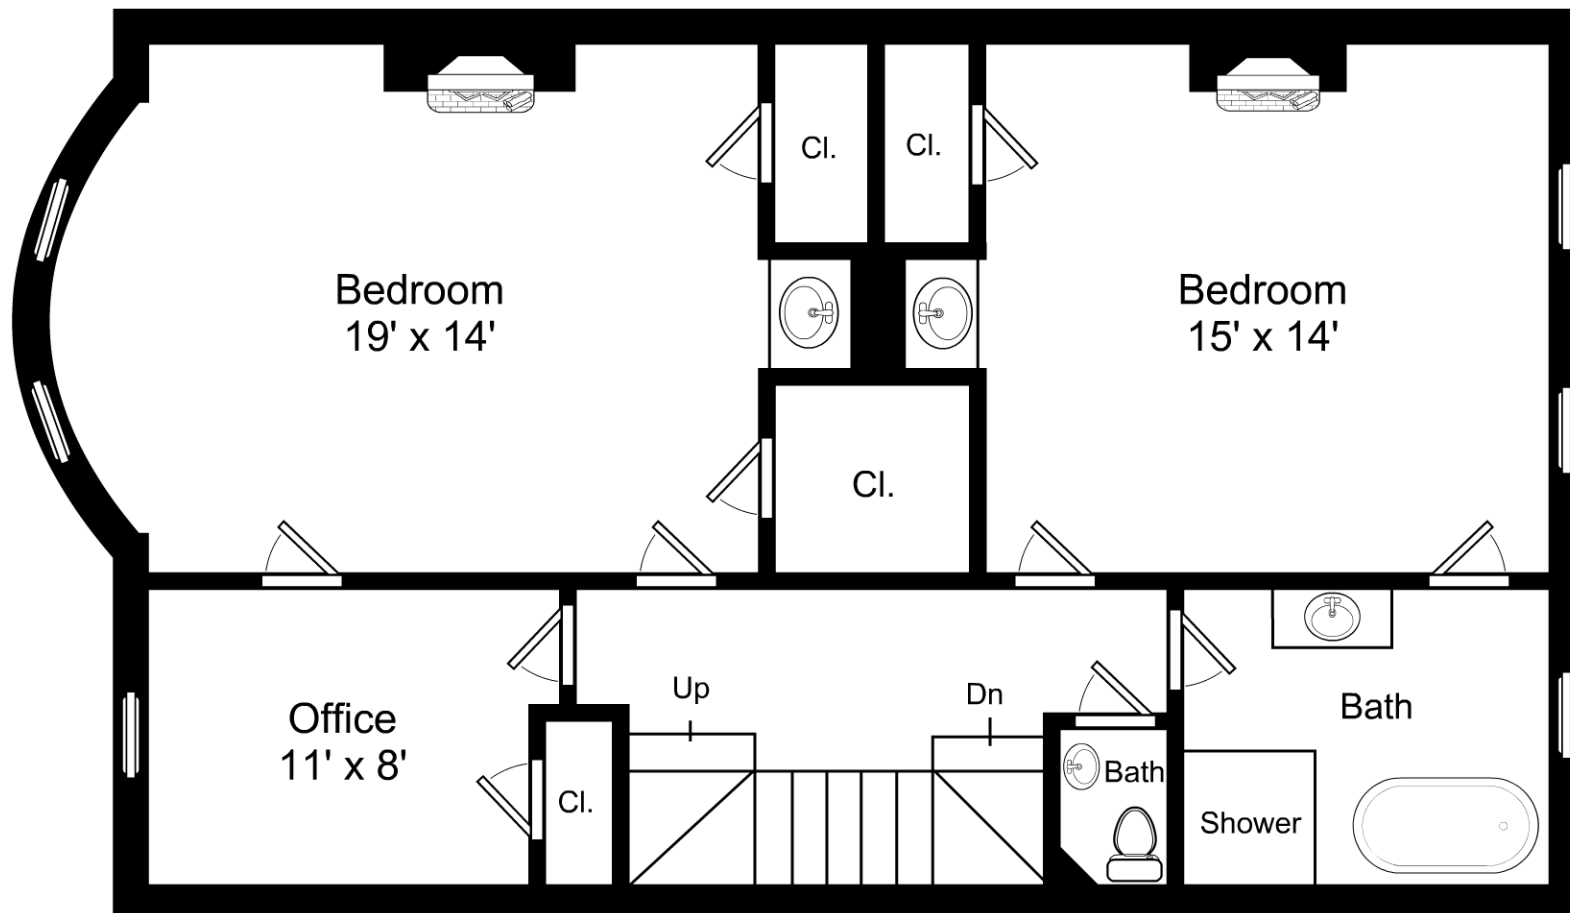 Cl.
Cl.
Bedroom
19' x 14'
Bedroom
15' x 14'
Cl.
Up
Dn
Office
11' x 8'
Bath
Bath
Cl.
Shower